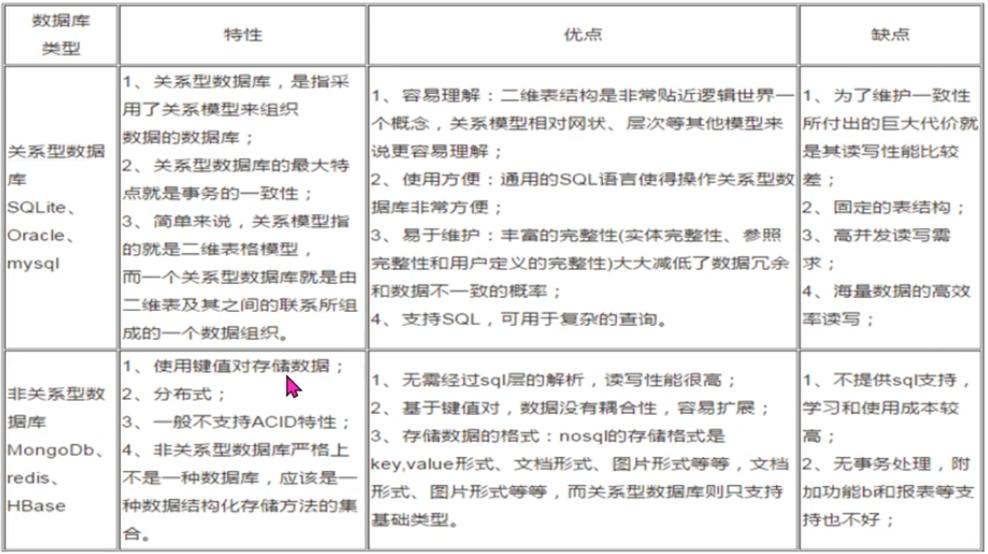 数据库
类型
特性
优点
缺点
关系型数据
库
SQLite、
Oracle、
mysql
1、关系型数据库，是指采
用了关系模型来组织
数据的数据库；
2、关系型数据库的最大特
点就是事务的一致性；
3、简单来说，关系模型指
的就是二维表格模型，
而一个关系型数据库就是由
二维表及其之间的联系所组
成的一个数据组织。
1、容易理解：二维表结构是非常贴近逻辑世界一
个概念，关系模型相对网状、层次等其他模型来
说更容易理解；
2、使用方便：通用的SQL语言使得操作关系型数
据库非常方便；
3、易于维护：丰富的完整性(实体完整性、参照
完整性和用户定义的完整性)大大减低了数据冗余
和数据不一致的概率；
4、支持SQL，可用于复杂的查询。
1、为了维护一致性
所付出的巨大代价就
是其读写性能比较
差；
2、固定的表结构；
3、高并发读写需
求；
4、海量数据的高效
率读写；
非关系型数
据库
MongoDb、
redis、
HBase
1、使用键值对存储数据；
2、分布式；
3、一般不支持ACID特性；
4、非关系型数据库严格上
不是一种数据库，应该是一
种数据结构化存储方法的集
合。
1、无需经过sql层的解析，读写性能很高；
2、基于键值对，数据没有耦合性，容易扩展；
3、存储数据的格式：nosql的存储格式是
key,value形式、文档形式、图片形式等等，文档
形式、图片形式等等，而关系型数据库则只支持
基础类型。
1、不提供sql支持，
学习和使用成本较
高；
2、无事务处理，附
加功能bi和报表等支
持也不好；